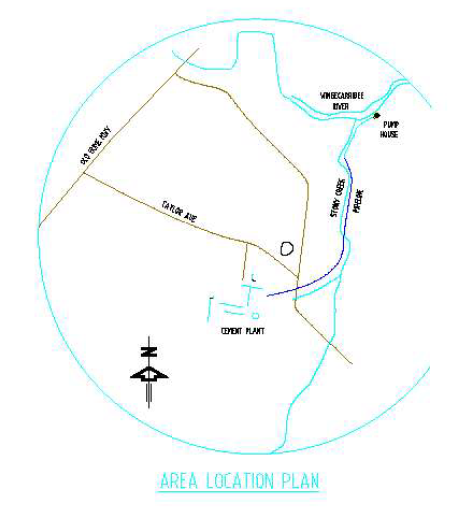 WINGECARRIBEE
RIVER
PUMP
HOUSE
OLD HUME HWY
STONY CREEK
PIPELINE
TAYLOR AVE
CEMENT PLANT
N
AREA LOCATION PLAN